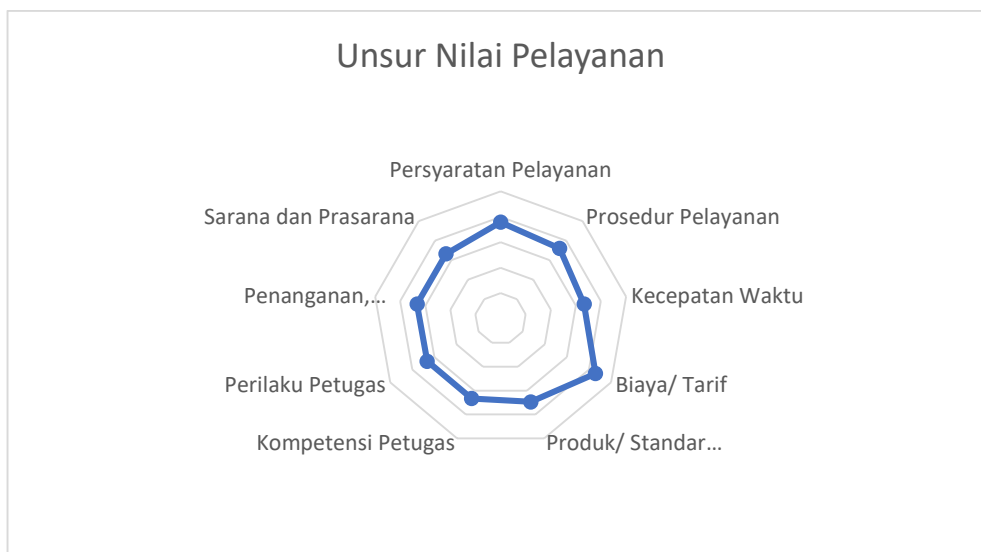 Unsur Nilai Pelayanan
Persyaratan Pelayanan
Prosedur Pelayanan
Kecepatan Waktu
Biaya/ Tarif
Produk/ Standar...
Kompetensi Petugas
Perilaku Petugas
Penanganan,...
Sarana dan Prasarana